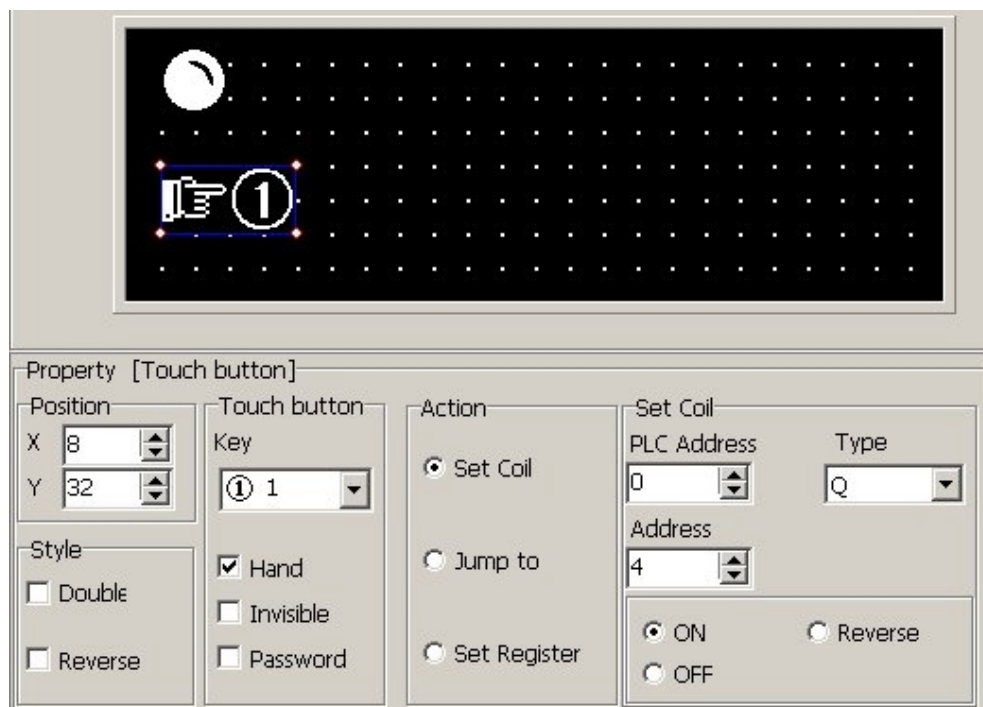 ①
Property [Touch button]
Position
X 8
Y 32
Style
Double
Reverse
Touch button
Key
① 1
Hand
Invisible
Password
Action
Set Coil
Jump to
Set Register
Set Coil
PLC Address
0
Type
Q
Address
4
ON
Reverse
OFF